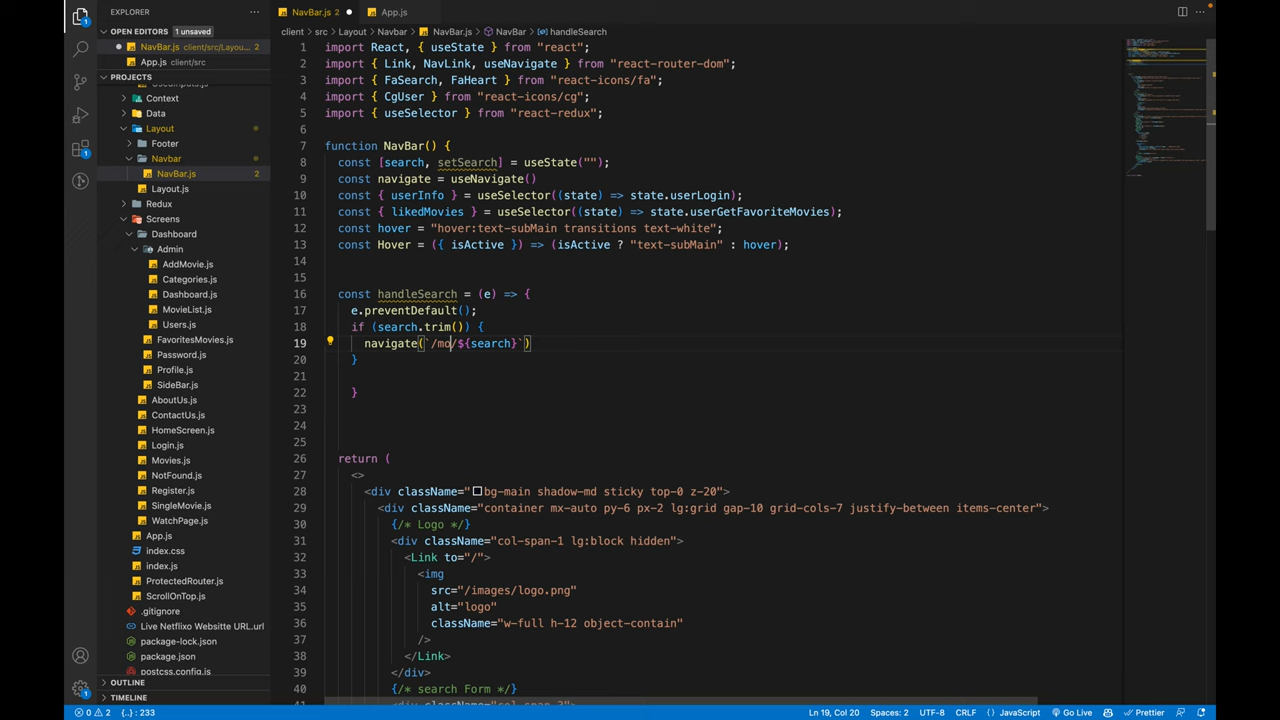 EXPLORER
OPEN EDITORS 1 unsaved
NavBar.js client/src/Layou... 2
App.js client/src
PROJECTS
Context
Data
Layout
Footer
Navbar
NavBar.js 2
Layout.js
Redux
Screens
Dashboard
Admin
AddMovie.js
Categories.js
Dashboard.js
MovieList.js
Users.js
FavoritesMovies.js
Password.js
Profile.js
SideBar.js
AboutUs.js
ContactUs.js
HomeScreen.js
Login.js
Movies.js
NotFound.js
Register.js
SingleMovie.js
WatchPage.js
App.js
index.css
index.js
ProtectedRouter.js
ScrollOnTop.js
.gitignore
Live Netflixo Websitte URL.url
package-lock.json
package.json
postcss.config.js
OUTLINE
TIMELINE
NavBar.js 2
App.js
client > src > Layout > Navbar > NavBar.js > NavBar > handleSearch
1 import React, { useState } from "react";
2 import { Link, NavLink, useNavigate } from "react-router-dom";
3 import { FaSearch, FaHeart } from "react-icons/fa";
4 import { CgUser } from "react-icons/cg";
5 import { useSelector } from "react-redux";
6
7 function NavBar() {
8 const [search, setSearch] = useState("");
9 const navigate = useNavigate()
10 const { userInfo } = useSelector((state) => state.userLogin);
11 const { likedMovies } = useSelector((state) => state.userGetFavoriteMovies);
12 const hover = "hover:text-subMain transitions text-white";
13 const Hover = ({ isActive }) => (isActive ? "text-subMain" : hover);
14
15
16 const handleSearch = (e) => {
17 e.preventDefault();
18 if (search.trim()) {
19 navigate(`/mo/${search}`)
20 }
21
22 }
23
24
25
26 return (
27 <>
28 <div className="bg-main shadow-md sticky top-0 z-20">
29 <div className="container mx-auto py-6 px-2 lg:grid gap-10 grid-cols-7 justify-between items-center">
30 {/* Logo */}
31 <div className="col-span-1 lg:block hidden">
32 <Link to="/">
33 <img
34 src="/images/logo.png"
35 alt="logo"
36 className="w-full h-12 object-contain"
37 />
38 </Link>
39 </div>
40 {/* search Form */}
0 2 {..} : 233 Ln 19, Col 20 Spaces: 2 UTF-8 CRLF {} JavaScript Go Live Prettier